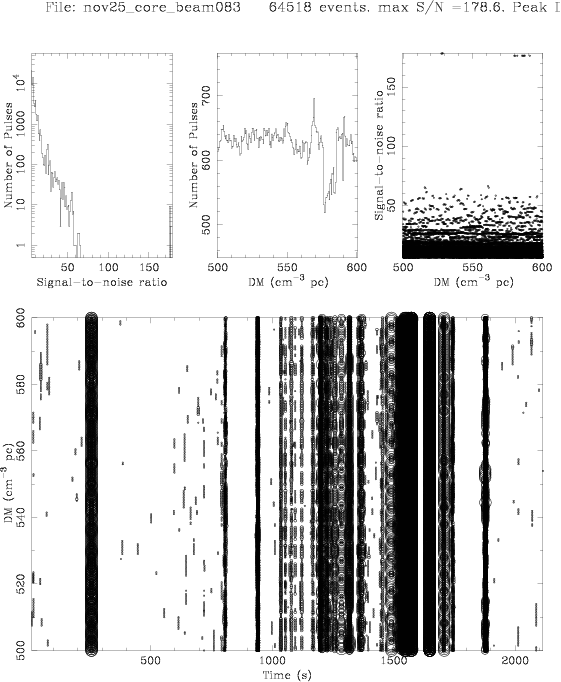 File: nov25_core_beam083 64518 events. max S/N =178.6. Peak
Number of Pulses
1 10 100 1000 10⁴
50 100 150
Signal-to-noise ratio
Number of Pulses
500 600 700
500 550 600
DM (cm⁻³ pc)
Signal-to-noise ratio
50 100 150
500 550 600
DM (cm⁻³ pc)
DM (cm⁻³ pc)
500 520 540 560 580 600
500 1000 1500 2000
Time (s)